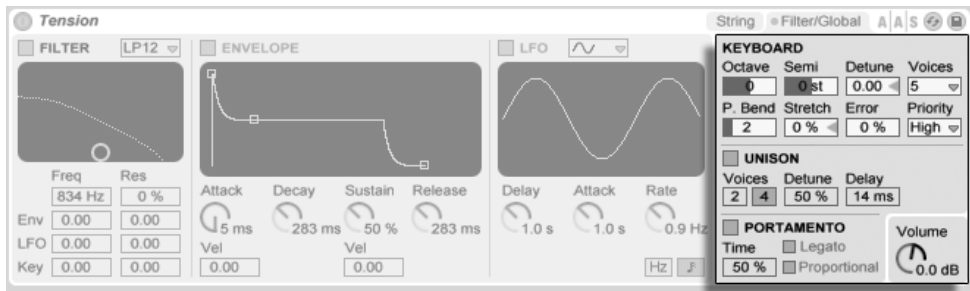 Tension
String Filter/Global A A S
FILTER LP12
Freq Res
834 Hz 0 %
Env 0.00 0.00
LFO 0.00 0.00
Key 0.00 0.00
ENVELOPE
Attack Decay Sustain Release
5 ms 283 ms 50 % 283 ms
Vel Vel
0.00 0.00
LFO
Delay Attack Rate
1.0 s 1.0 s 0.9 Hz
Hz
KEYBOARD
Octave Semi Detune Voices
0 0 st 0.00 5
P. Bend Stretch Error Priority
2 0 % 0 % High
UNISON
Voices Detune Delay
2 4 50 % 14 ms
PORTAMENTO
Time Legato
50 % Proportional
Volume
0.0 dB